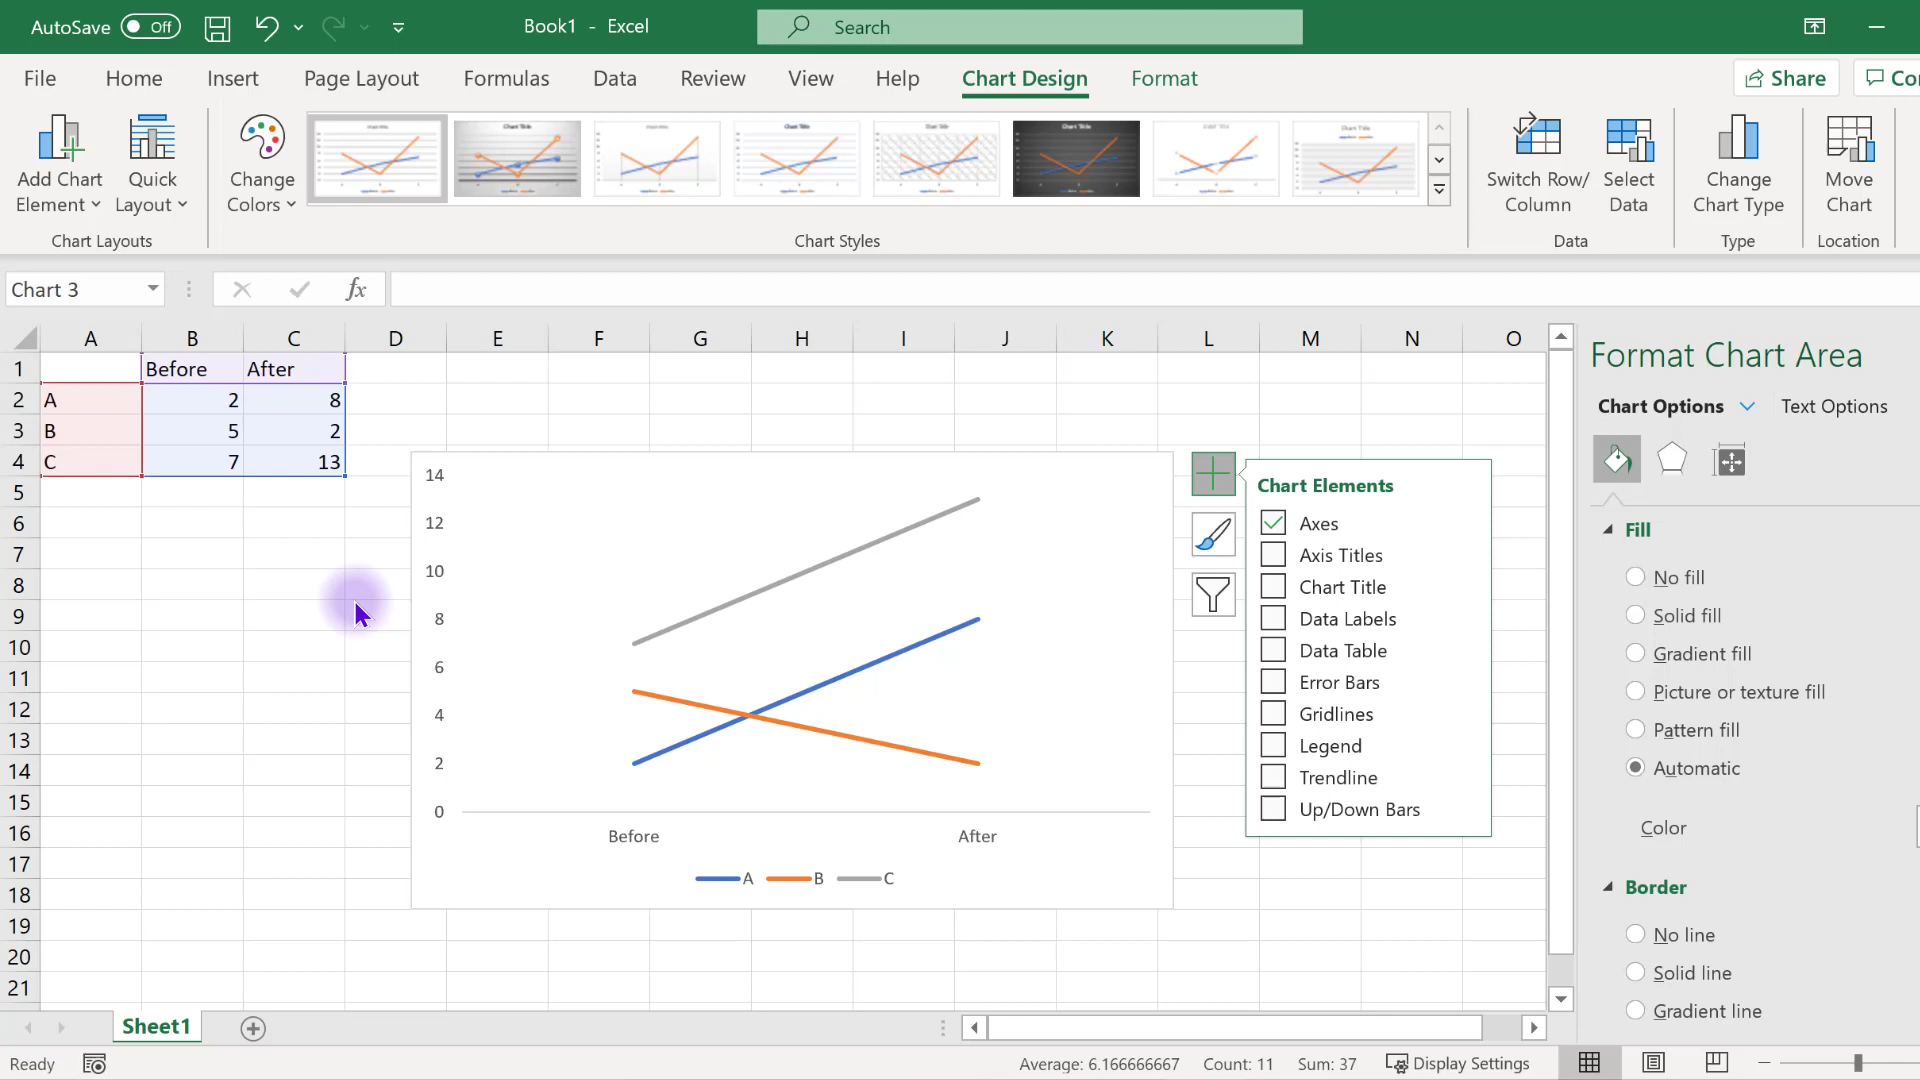 AutoSave Off Book1 - Excel Search
File Home Insert Page Layout Formulas Data Review View Help Chart Design Format Share Co
Add Chart Element Quick Layout Change Colors Switch Row/ Column Select Data Change Chart Type Move Chart
Chart Layouts Chart Styles Data Type Location
Chart 3 fx
A B C D E F G H I J K L M N O
1 Before After
2 A 2 8
3 B 5 2
4 C 7 13
5
6
7
8
9
10
11
12
13
14
15
16
17
18
19
20
21
14
12
10
8
6
4
2
0
Before After
A B C
Chart Elements
Axes
Axis Titles
Chart Title
Data Labels
Data Table
Error Bars
Gridlines
Legend
Trendline
Up/Down Bars
Format Chart Area
Chart Options Text Options
Fill
No fill
Solid fill
Gradient fill
Picture or texture fill
Pattern fill
Automatic
Color
Border
No line
Solid line
Gradient line
Sheet1
Ready Average: 6.166666667 Count: 11 Sum: 37 Display Settings